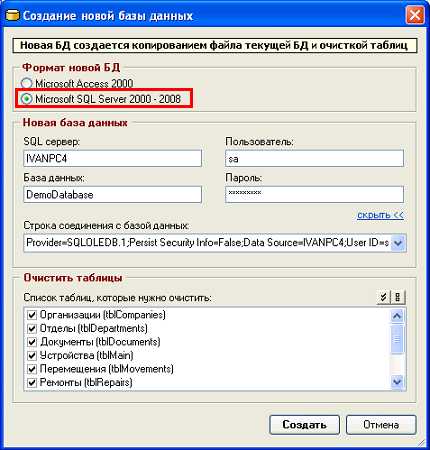 Создание новой базы данных
Новая БД создается копированием файла текущей БД и очисткой таблиц
Формат новой БД
Microsoft Access 2000
Microsoft SQL Server 2000 - 2008
Новая база данных
SQL сервер: Пользователь:
IVANPC4 sa
База данных: Пароль:
DemoDatabase *********
скрыть <<
Строка соединения с базой данных:
Provider=SQLOLEDB.1;Persist Security Info=False;Data Source=IVANPC4;User ID=s
Очистить таблицы
Список таблиц, которые нужно очистить:
Организации (tblCompanies)
Отделы (tblDepartments)
Документы (tblDocuments)
Устройства (tblMain)
Перемещения (tblMovements)
Ремонты (tblRepairs)
Создать Отмена